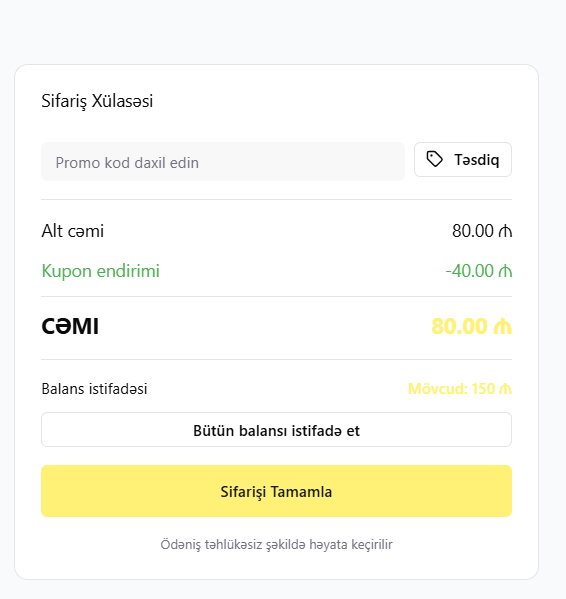 Sifariş Xülasəsi
Promo kod daxil edin
Təsdiq
Alt cəmi 80.00 ₼
Kupon endirimi -40.00 ₼
CƏMI 80.00 ₼
Balans istifadəsi Mövcud: 150 ₼
Bütün balansı istifadə et
Sifarişi Tamamla
Ödəniş təhlükəsiz şəkildə həyata keçirilir